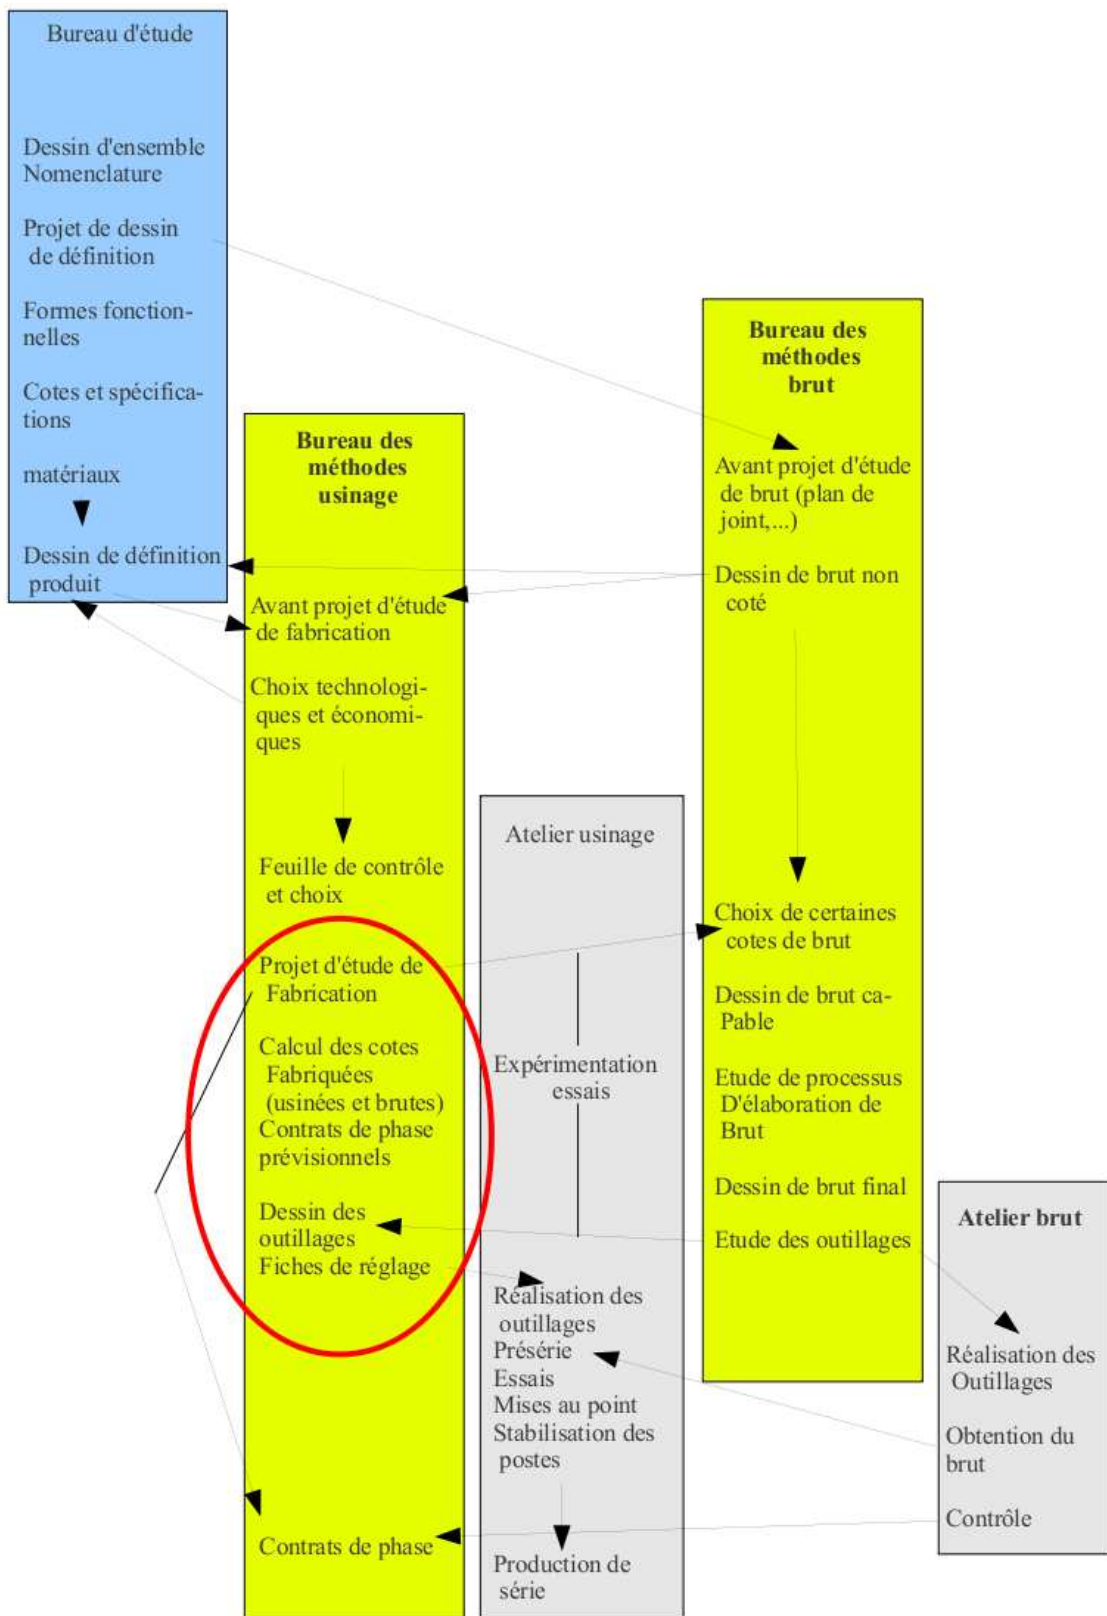 Bureau d'étude
Dessin d'ensemble
Nomenclature
Projet de dessin
de définition
Formes fonction-
nelles
Cotes et spécifica-
tions
matériaux
Dessin de définition
produit
Bureau des
méthodes
usinage
Avant projet d'étude
de fabrication
Choix technologi-
ques et économi-
ques
Feuille de contrôle
et choix
Projet d'étude de
Fabrication
Calcul des cotes
Fabriquées
(usinées et brutes)
Contrats de phase
prévisionnels
Dessin des
outillages
Fiches de réglage
Contrats de phase
Atelier usinage
Expérimentation
essais
Réalisation des
outillages
Présérie
Essais
Mises au point
Stabilisation des
postes
Production de
série
Bureau des
méthodes
brut
Avant projet d'étude
de brut (plan de
joint,...)
Dessin de brut non
coté
Choix de certaines
cotes de brut
Dessin de brut ca-
Pable
Etude de processus
D'élaboration de
Brut
Dessin de brut final
Etude des outillages
Atelier brut
Réalisation des
Outillages
Obtention du
brut
Contrôle